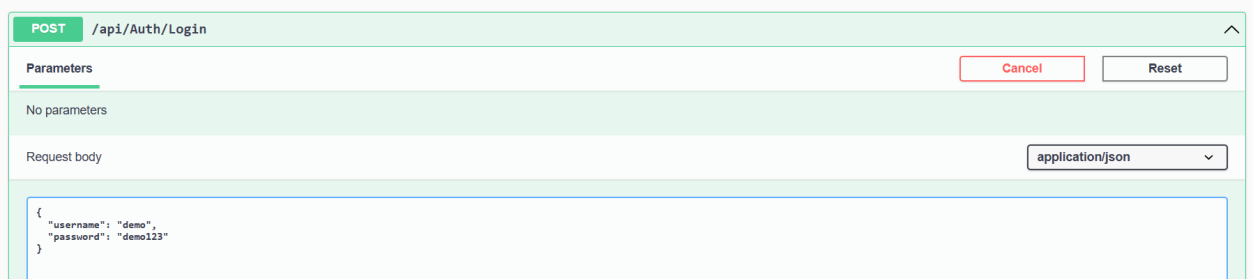 POST /api/Auth/Login
Parameters Cancel Reset
No parameters
Request body application/json
{
  "username": "demo",
  "password": "demo123"
}